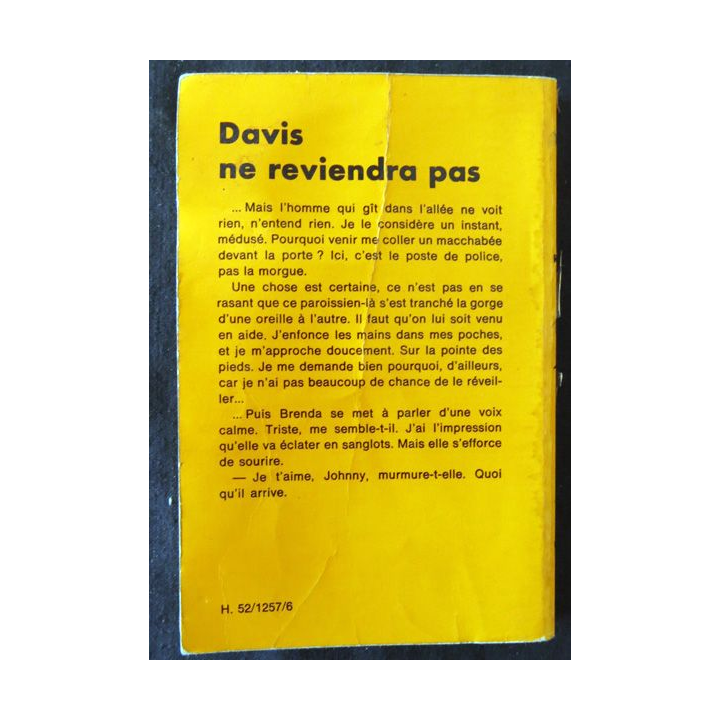 Davis
ne reviendra pas
... Mais l'homme qui gît dans l'allée ne voit
rien, n'entend rien. Je le considère un instant,
médusé. Pourquoi venir me coller un macchabée
devant la porte ? Ici, c'est le poste de police,
pas la morgue.
Une chose est certaine, ce n'est pas en se
rasant que ce paroissien-là s'est tranché la gorge
d'une oreille à l'autre. Il faut qu'on lui soit venu
en aide. J'enfonce les mains dans mes poches,
et je m'approche doucement. Sur la pointe des
pieds. Je me demande bien pourquoi, d'ailleurs,
car je n'ai pas beaucoup de chance de le réveil-
ler...
... Puis Brenda se met à parler d'une voix
calme. Triste, me semble-t-il. J'ai l'impression
qu'elle va éclater en sanglots. Mais elle s'efforce
de sourire.
— Je t'aime, Johnny, murmure-t-elle. Quoi
qu'il arrive.
H. 52/1257/6